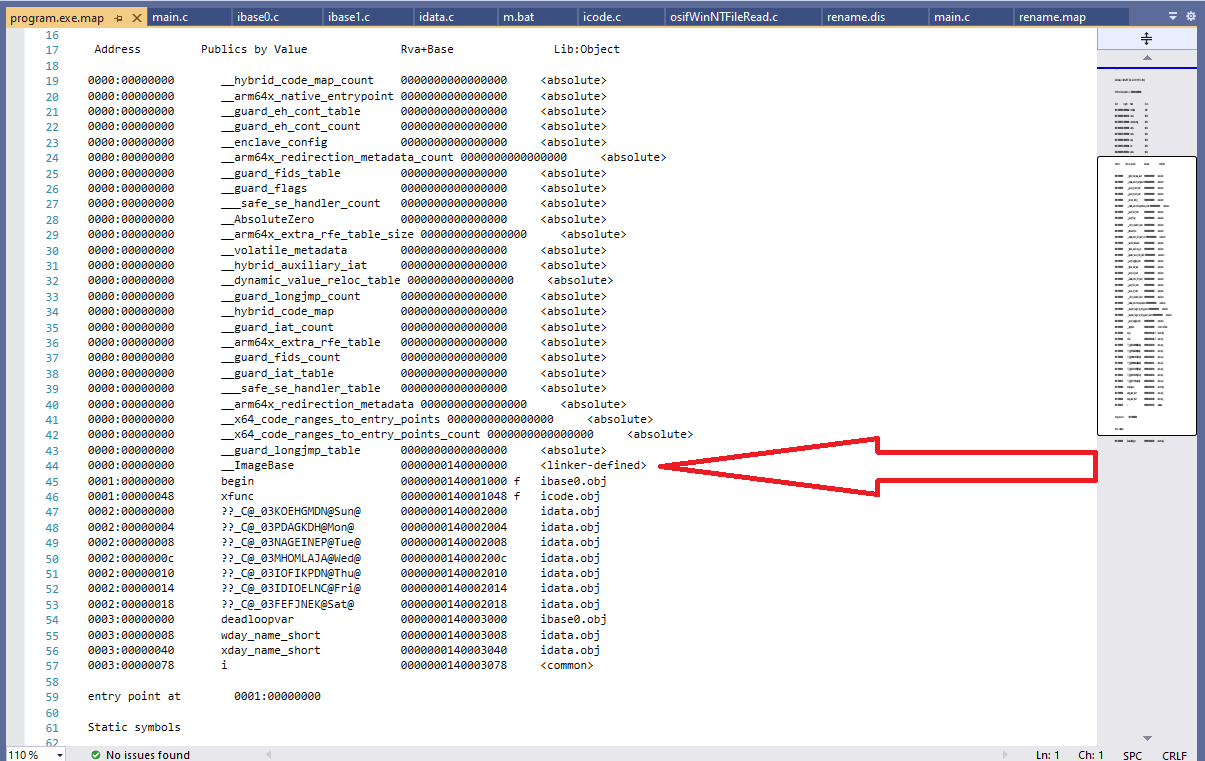 program.exe.map main.c ibase0.c ibase1.c idata.c m.bat icode.c osifWinNTFileRead.c rename.dis main.c rename.map
16
17 Address Publics by Value Rva+Base Lib:Object
18
19 0000:00000000 __hybrid_code_map_count 0000000000000000 <absolute>
20 0000:00000000 __arm64x_native_entrypoint 0000000000000000 <absolute>
21 0000:00000000 __guard_eh_cont_table 0000000000000000 <absolute>
22 0000:00000000 __guard_eh_cont_count 0000000000000000 <absolute>
23 0000:00000000 __enclave_config 0000000000000000 <absolute>
24 0000:00000000 __arm64x_redirection_metadata_count 0000000000000000 <absolute>
25 0000:00000000 __guard_fids_table 0000000000000000 <absolute>
26 0000:00000000 __guard_flags 0000000000000000 <absolute>
27 0000:00000000 ___safe_se_handler_count 0000000000000000 <absolute>
28 0000:00000000 __AbsoluteZero 0000000000000000 <absolute>
29 0000:00000000 __arm64x_extra_rfe_table_size 0000000000000000 <absolute>
30 0000:00000000 __volatile_metadata 0000000000000000 <absolute>
31 0000:00000000 __hybrid_auxiliary_iat 0000000000000000 <absolute>
32 0000:00000000 __dynamic_value_reloc_table 0000000000000000 <absolute>
33 0000:00000000 __guard_longjmp_count 0000000000000000 <absolute>
34 0000:00000000 __hybrid_code_map 0000000000000000 <absolute>
35 0000:00000000 __guard_iat_count 0000000000000000 <absolute>
36 0000:00000000 __arm64x_extra_rfe_table 0000000000000000 <absolute>
37 0000:00000000 __guard_fids_count 0000000000000000 <absolute>
38 0000:00000000 __guard_iat_table 0000000000000000 <absolute>
39 0000:00000000 ___safe_se_handler_table 0000000000000000 <absolute>
40 0000:00000000 __arm64x_redirection_metadata 0000000000000000 <absolute>
41 0000:00000000 __x64_code_ranges_to_entry_points 0000000000000000 <absolute>
42 0000:00000000 __x64_code_ranges_to_entry_points_count 0000000000000000 <absolute>
43 0000:00000000 __guard_longjmp_table 0000000000000000 <absolute>
44 0000:00000000 __ImageBase 0000000140000000 <linker-defined>
45 0001:00000000 begin 0000000140001000 f ibase0.obj
46 0001:00000048 xfunc 0000000140001048 f icode.obj
47 0002:00000000 ??_C@_03KOEHGMDN@Sun@ 0000000140002000 idata.obj
48 0002:00000004 ??_C@_03PDAGKDH@Mon@ 0000000140002004 idata.obj
49 0002:00000008 ??_C@_03NAGEINEP@Tue@ 0000000140002008 idata.obj
50 0002:0000000c ??_C@_03MHOMLAJA@Wed@ 000000014000200c idata.obj
51 0002:00000010 ??_C@_03IOFIKPDN@Thu@ 0000000140002010 idata.obj
52 0002:00000014 ??_C@_03IDIOELNC@Fri@ 0000000140002014 idata.obj
53 0002:00000018 ??_C@_03FEFJNEK@Sat@ 0000000140002018 idata.obj
54 0003:00000000 deadloopvar 0000000140003000 ibase0.obj
55 0003:00000008 wday_name_short 0000000140003008 idata.obj
56 0003:00000040 xday_name_short 0000000140003040 idata.obj
57 0003:00000078 i 0000000140003078 <common>
58
59 entry point at 0001:00000000
60
61 Static symbols
62
110 % No issues found Ln: 1 Ch: 1 SPC CRLF